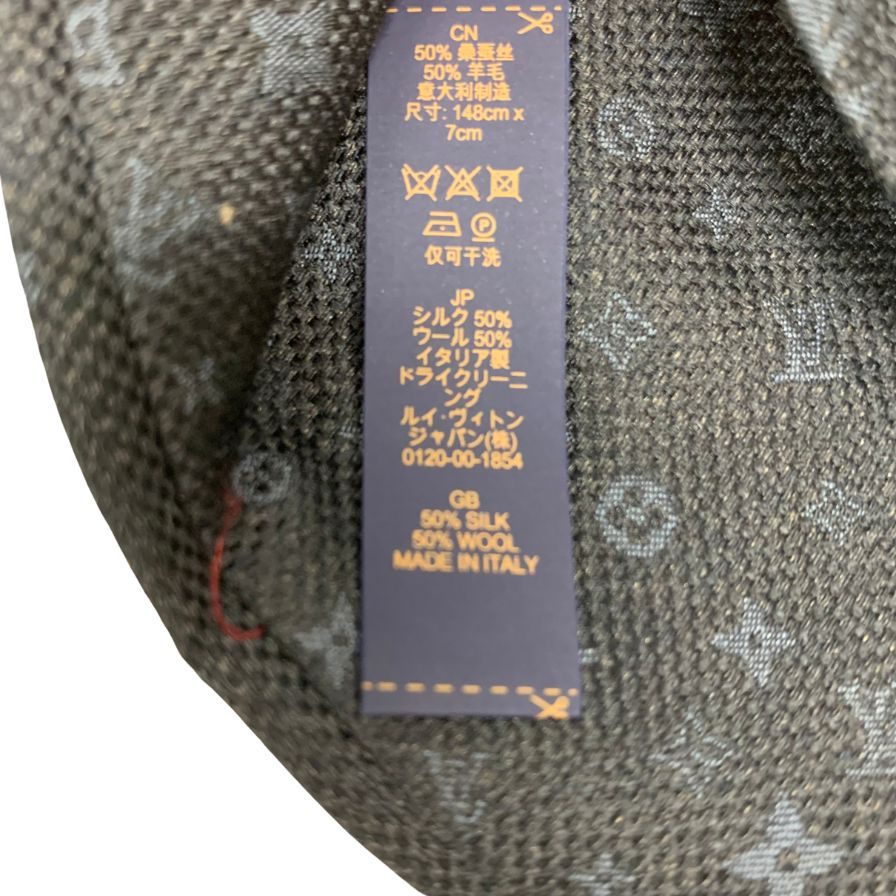 CN
50% 桑蚕丝
50% 羊毛
意大利制造
尺寸: 148cm x
7cm
P
仅可干洗
JP
シルク 50%
ウール 50%
イタリア製
ドライクリーニ
ング
ルイ·ヴィトン
ジャパン(株)
0120-00-1854
GB
50% SILK
50% WOOL
MADE IN ITALY